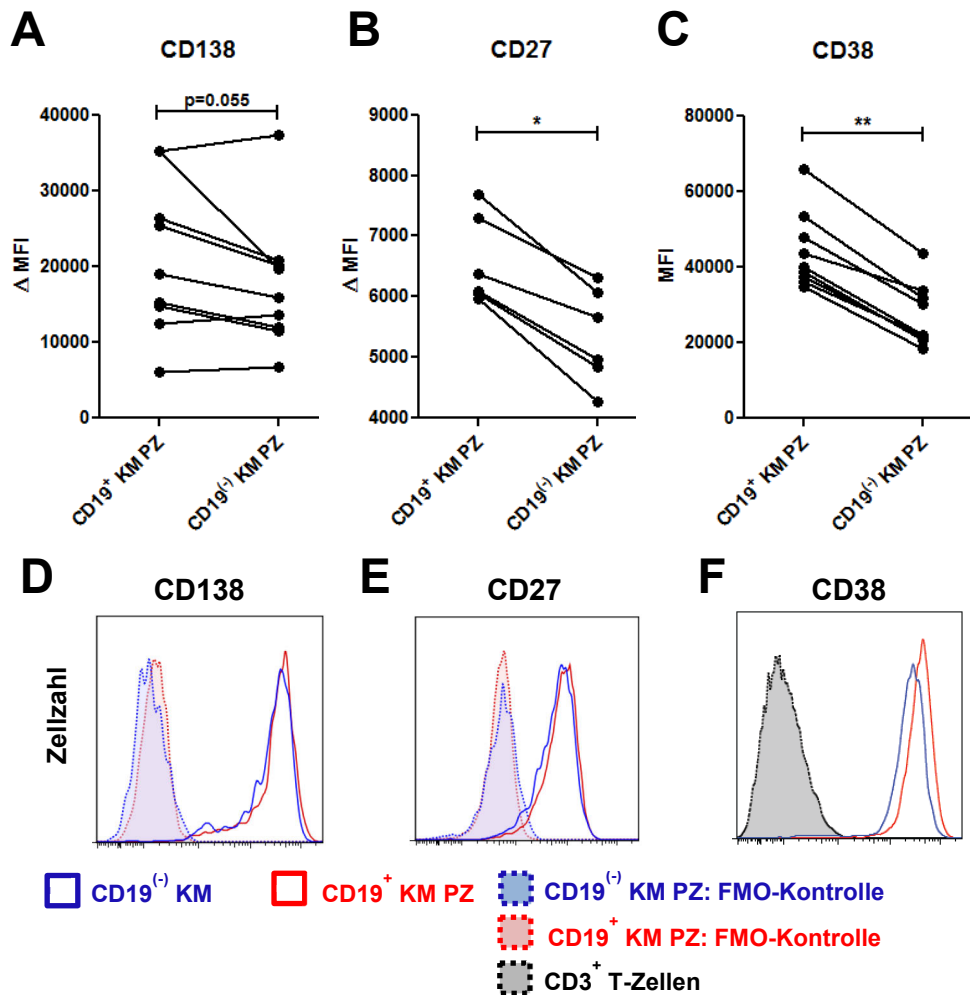 A
CD138
p=0.055
Δ MFI
40000
30000
20000
10000
0
CD19+ KM PZ
CD19(-) KM PZ
B
CD27
*
Δ MFI
9000
8000
7000
6000
5000
4000
CD19+ KM PZ
CD19(-) KM PZ
C
CD38
**
MFI
80000
60000
40000
20000
0
CD19+ KM PZ
CD19(-) KM PZ
D
CD138
Zellzahl
E
CD27
F
CD38
CD19(-) KM
CD19+ KM PZ
CD19(-) KM PZ: FMO-Kontrolle
CD19+ KM PZ: FMO-Kontrolle
CD3+ T-Zellen